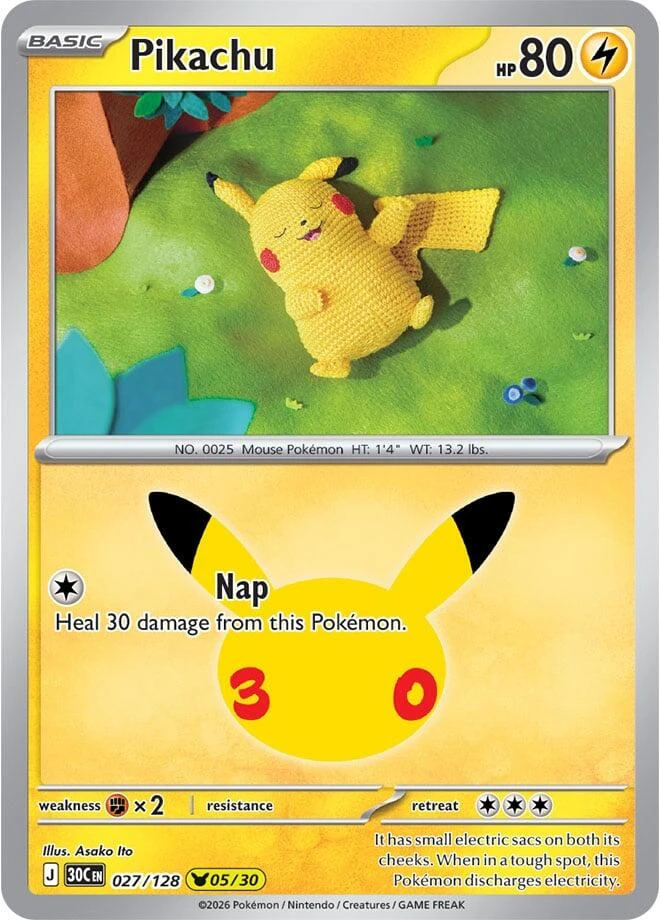 BASIC
Pikachu
HP 80
NO. 0025 Mouse Pokémon HT: 1'4" WT: 13.2 lbs.
Nap
Heal 30 damage from this Pokémon.
3 0
weakness ×2 resistance retreat
Illus. Asako Ito
J 30C EN 027/128 05/30
It has small electric sacs on both its
cheeks. When in a tough spot, this
Pokémon discharges electricity.
©2026 Pokémon / Nintendo / Creatures / GAME FREAK